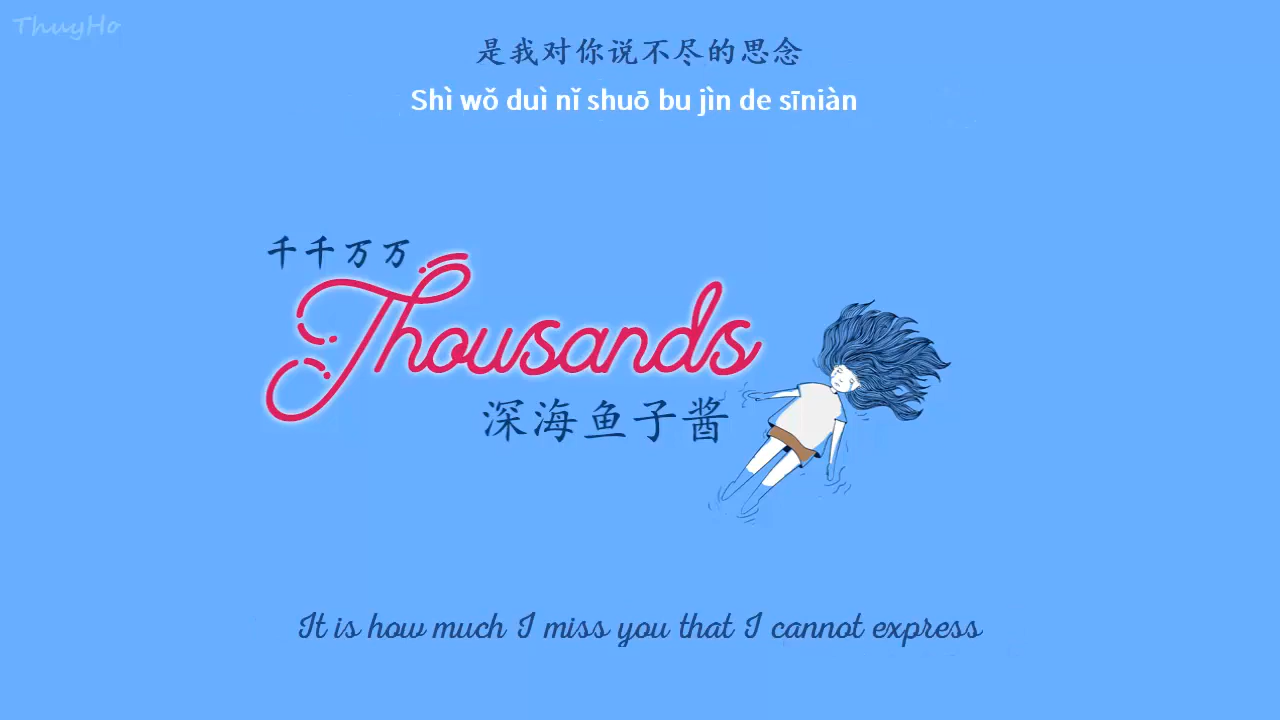 ThuyHo
是我对你说不尽的思念
Shì wǒ duì nǐ shuō bu jìn de sīniàn
千千万万
Thousands
深海鱼子酱
It is how much I miss you that I cannot express